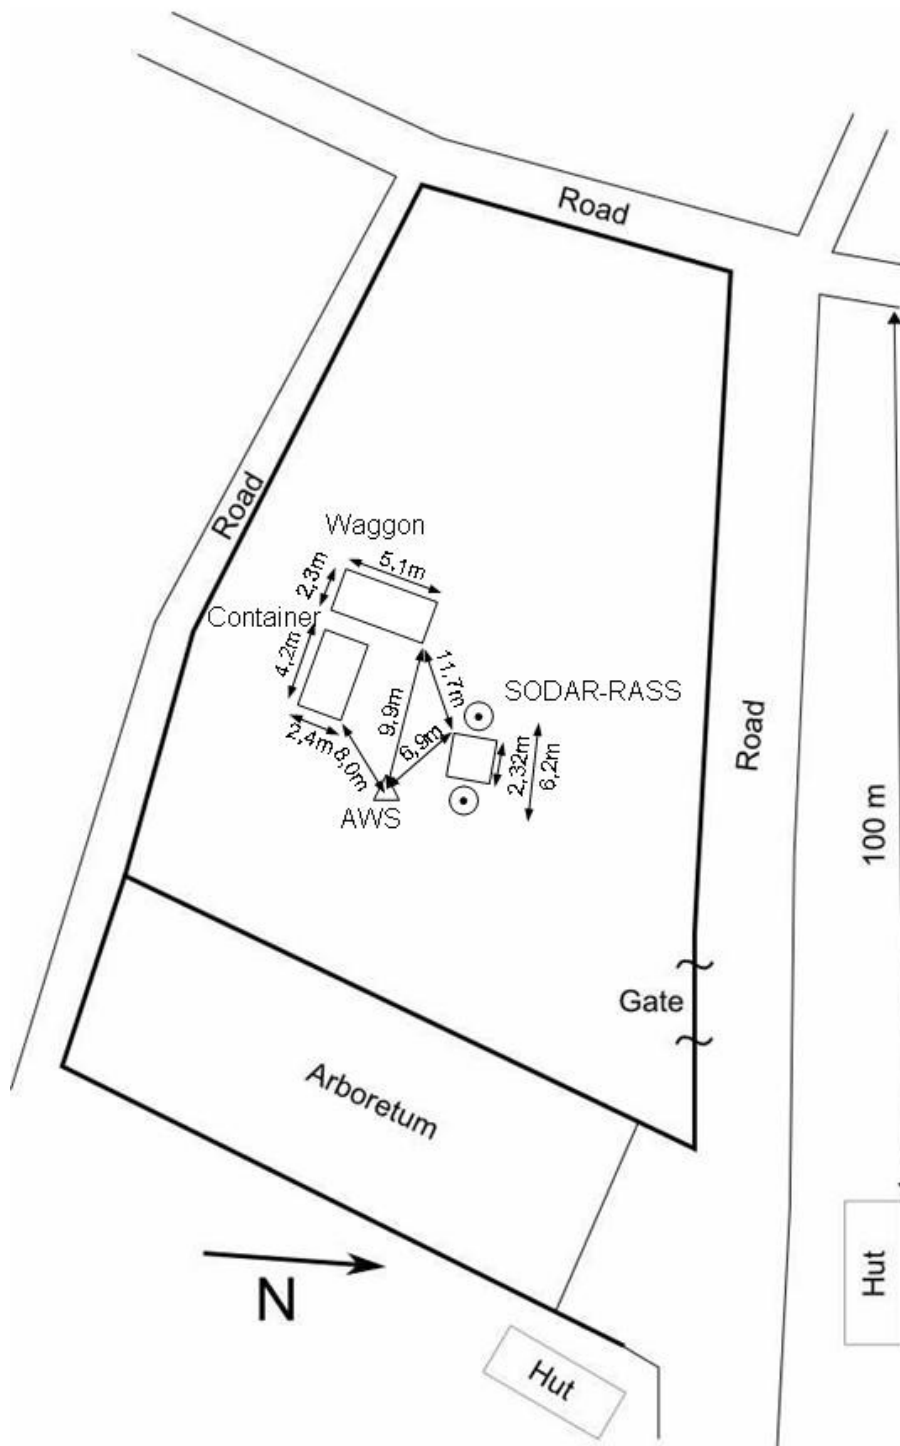 Road
Road
Waggon
5,1m
2,3m
Container
4,2m
11,7m
SODAR-RASS
9,9m
6,9m
2,4m
8,0m
2,32m
6,2m
AWS
Road
100 m
Gate
Arboretum
N
Hut
Hut